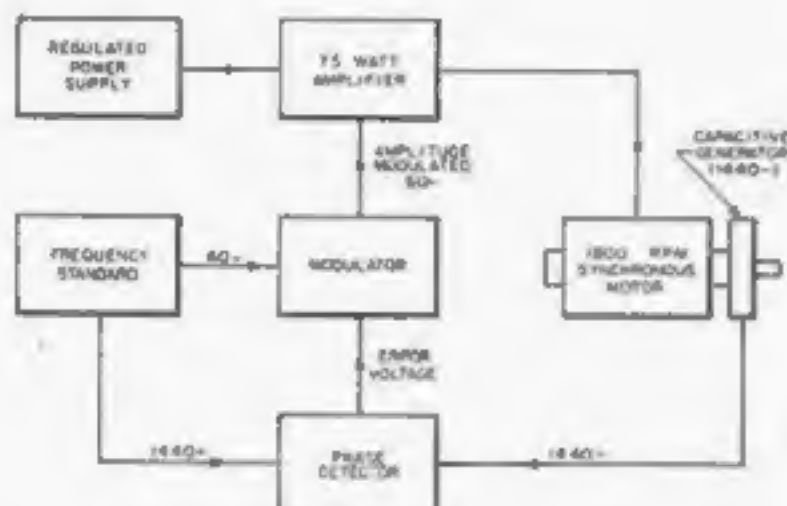 REGULATED
POWER
SUPPLY
75 WATT
AMPLIFIER
CAPACITIVE
GENERATOR
(1440~)
AMPLITUDE
MODULATED
60~
FREQUENCY
STANDARD
60~
MODULATOR
1800 RPM
SYNCHRONOUS
MOTOR
ERROR
VOLTAGE
1440~
PHASE
DETECTOR
1440~